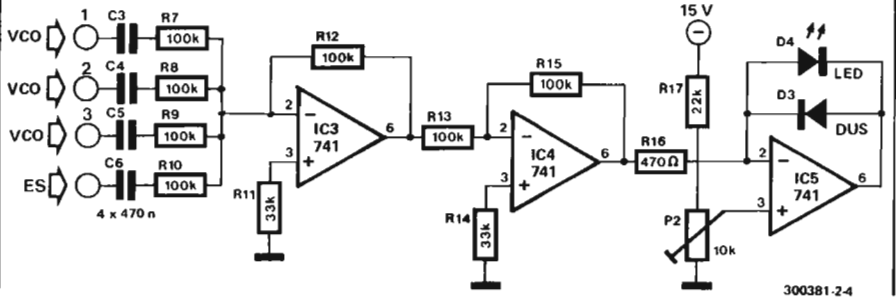 VCO 1 C3 R7 100k
VCO 2 C4 R8 100k
VCO 3 C5 R9 100k
ES C6 R10 100k
4 x 470 n
R12 100k
2 − IC3 741 6
3 +
R11 33k
R13 100k
R15 100k
2 − IC4 741 6
3 +
R14 33k
R16 470Ω
15 V
−
R17 22k
P2 10k
D4 LED
D3 DUS
2 − IC5 741 6
3 +
300381-2-4